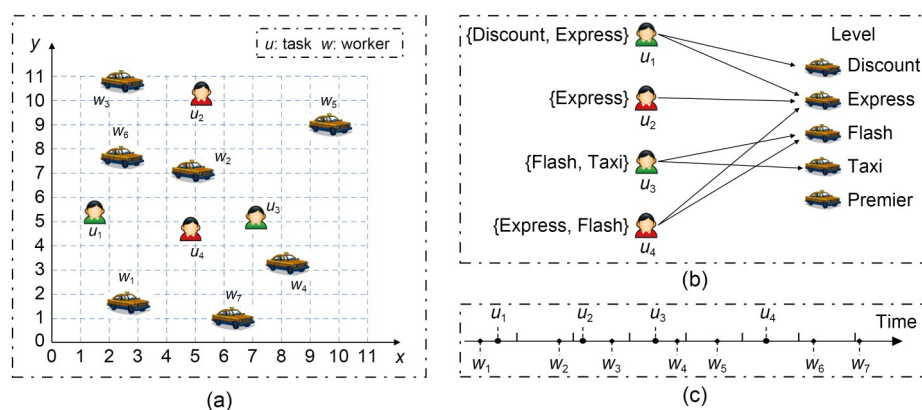 y
u: task w: worker
11
10
9
8
7
6
5
4
3
2
1
0
1 2 3 4 5 6 7 8 9 10 11
x
w3
u2
w5
w6
w2
u1
u3
u4
w1
w7
w4
(a)
{Discount, Express}
u1
{Express}
u2
{Flash, Taxi}
u3
{Express, Flash}
u4
Level
Discount
Express
Flash
Taxi
Premier
(b)
u1 u2 u3 u4 Time
w1 w2 w3 w4 w5 w6 w7
(c)